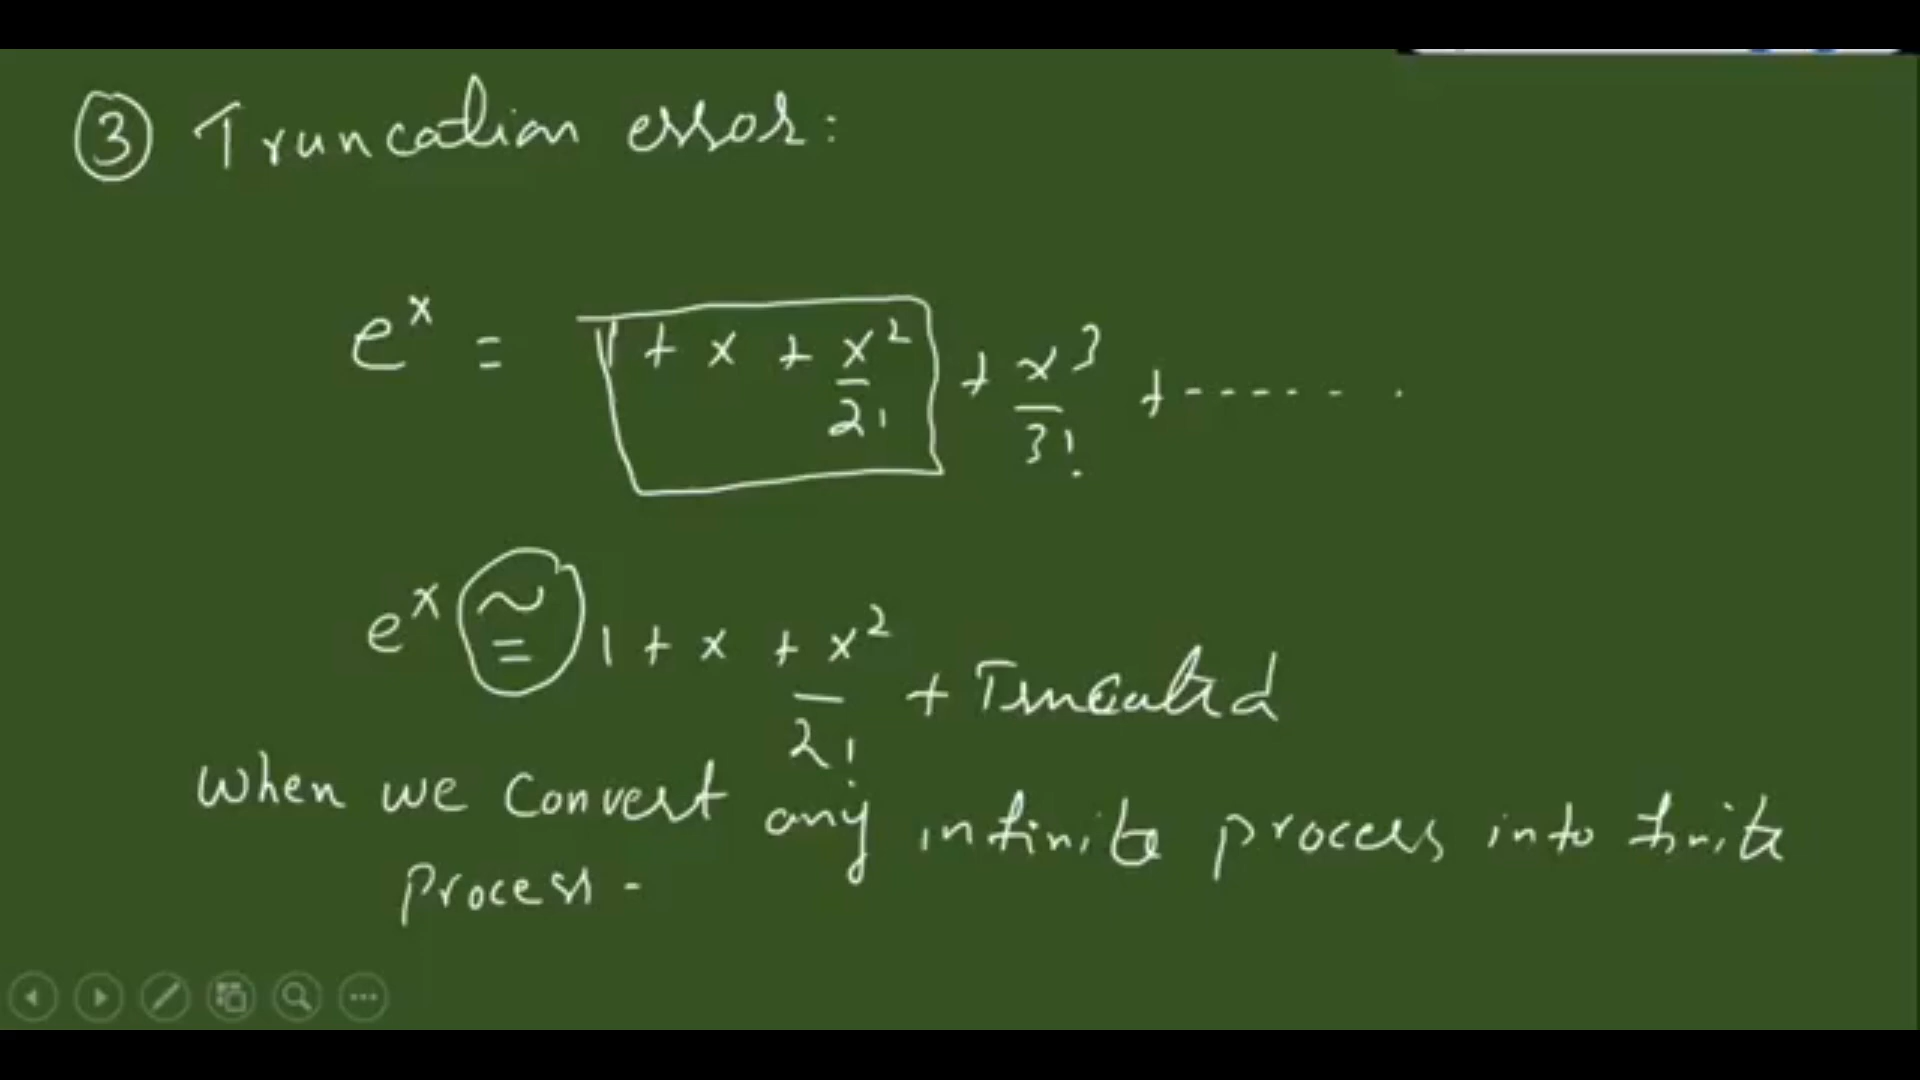 ③ Truncation error:
e^x = 1 + x + x²/2! + x³/3! + ------ .
e^x ≅ 1 + x + x²/2! + Truncated
When we convert any infinite process into finite
process -